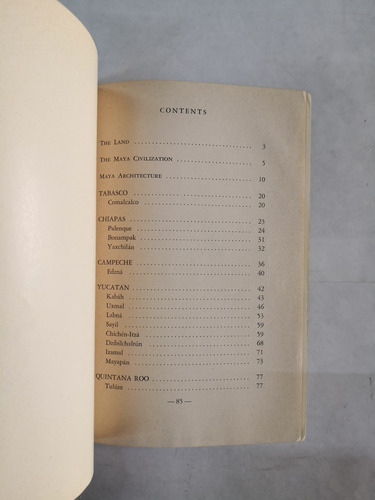 CONTENTS
THE LAND 3
THE MAYA CIVILIZATION 5
MAYA ARCHITECTURE 10
TABASCO 20
Comalcalco 20
CHIAPAS 23
Palenque 24
Bonampak 31
Yaxchilán 32
CAMPECHE 36
Edzná 40
YUCATAN 42
Kabáh 43
Uxmal 46
Labná 53
Sayil 59
Chichén-Itzá 59
Dzibilchaltún 68
Izamal 71
Mayapán 73
QUINTANA ROO 77
Tulúm 77
— 85 —